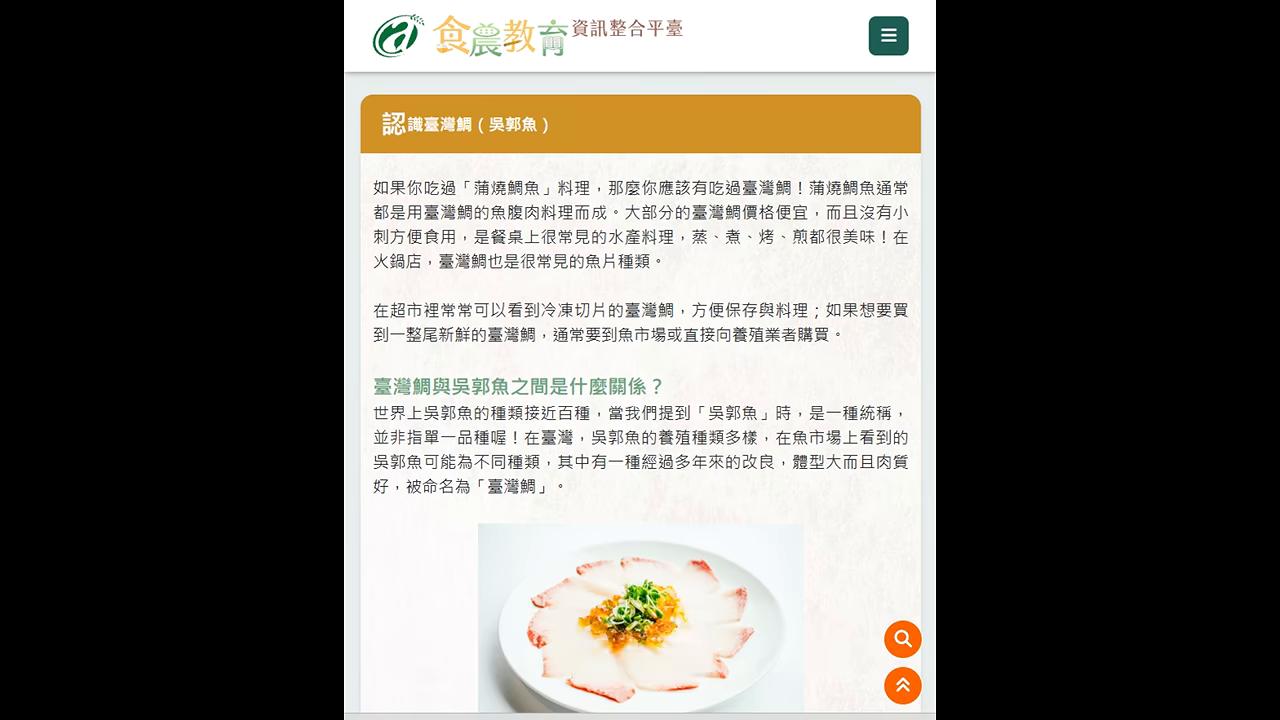 食農教育資訊整合平臺
認識臺灣鯛（吳郭魚）
如果你吃過「蒲燒鯛魚」料理，那麼你應該有吃過臺灣鯛！蒲燒鯛魚通常
都是用臺灣鯛的魚腹肉料理而成。大部分的臺灣鯛價格便宜，而且沒有小
刺方便食用，是餐桌上很常見的水產料理，蒸、煮、烤、煎都很美味！在
火鍋店，臺灣鯛也是很常見的魚片種類。
在超市裡常常可以看到冷凍切片的臺灣鯛，方便保存與料理；如果想要買
到一整尾新鮮的臺灣鯛，通常要到魚市場或直接向養殖業者購買。
臺灣鯛與吳郭魚之間是什麼關係？
世界上吳郭魚的種類接近百種，當我們提到「吳郭魚」時，是一種統稱，
並非指單一品種喔！在臺灣，吳郭魚的養殖種類多樣，在魚市場上看到的
吳郭魚可能為不同種類，其中有一種經過多年來的改良，體型大而且肉質
好，被命名為「臺灣鯛」。